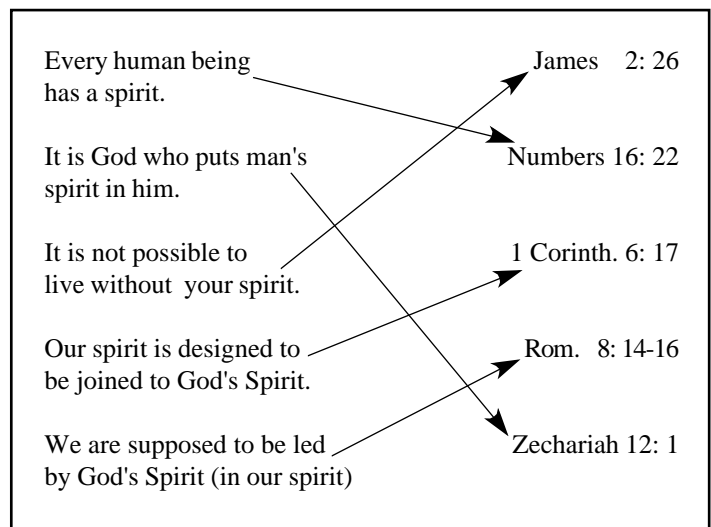 Every human being
has a spirit.
It is God who puts man's
spirit in him.
It is not possible to
live without your spirit.
Our spirit is designed to
be joined to God's Spirit.
We are supposed to be led
by God's Spirit (in our spirit)
James 2: 26
Numbers 16: 22
1 Corinth. 6: 17
Rom. 8: 14-16
Zechariah 12: 1